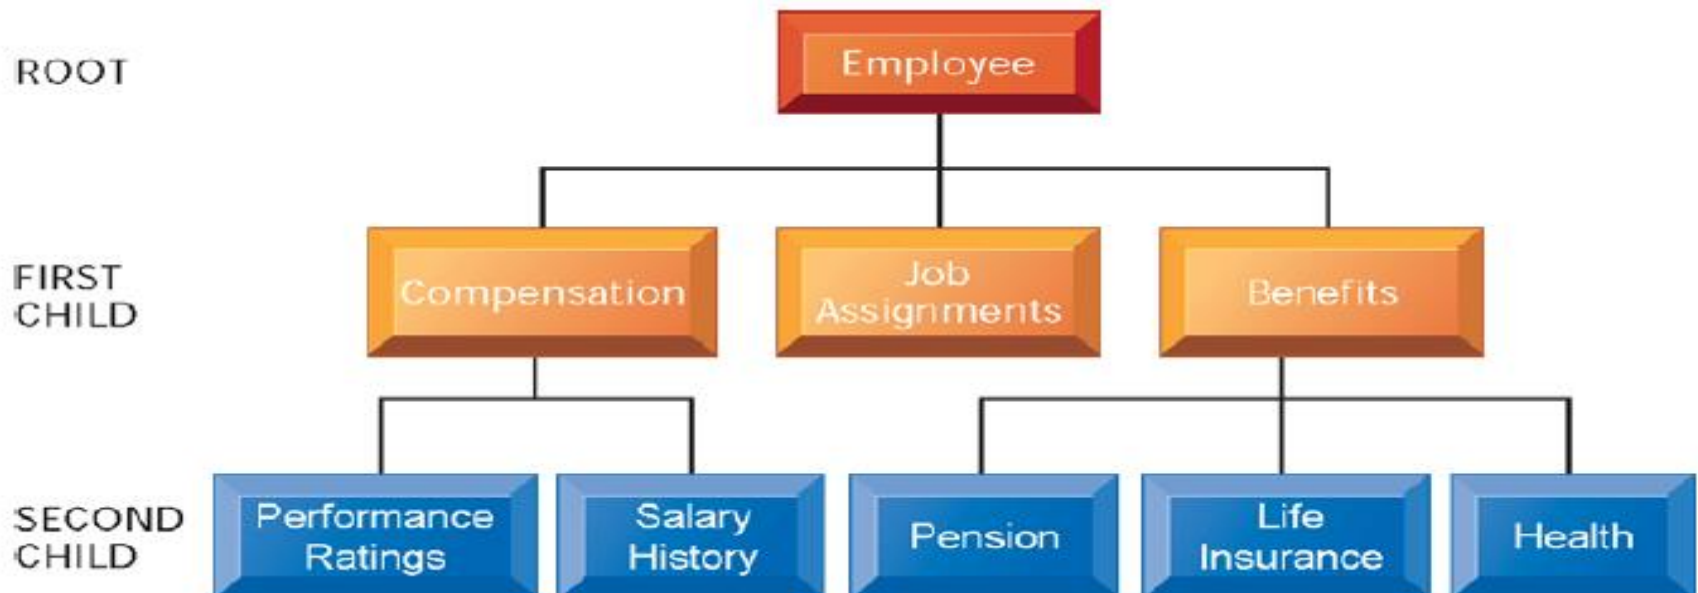 ROOT
Employee
FIRST
CHILD
Compensation
Job
Assignments
Benefits
SECOND
CHILD
Performance
Ratings
Salary
History
Pension
Life
Insurance
Health